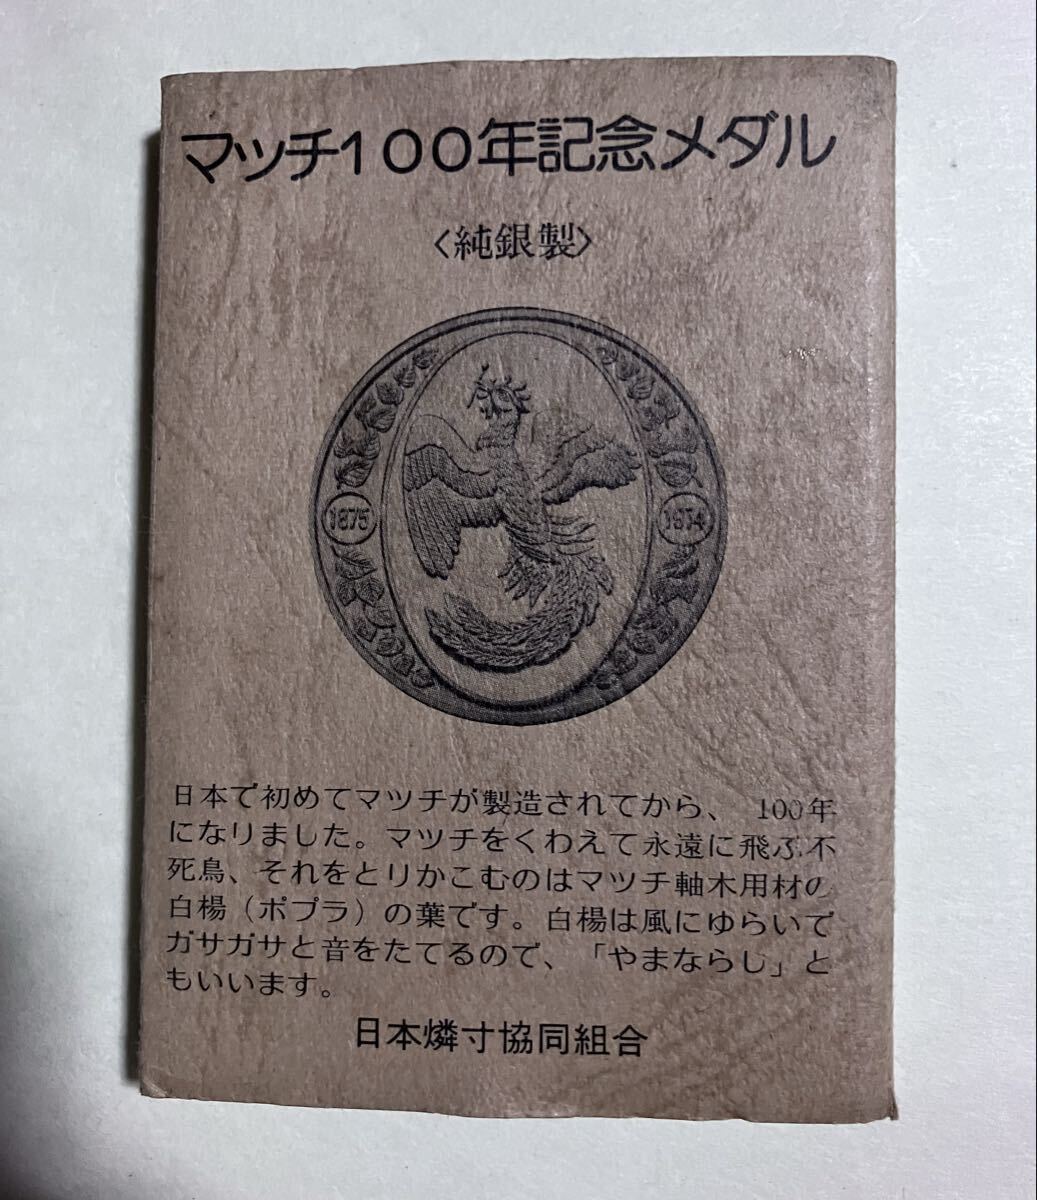 マッチ100年記念メダル
〈純銀製〉
1875
1974
日本で初めてマツチが製造されてから、 100年
になりました。マツチをくわえて永遠に飛ぶ不
死鳥、それをとりかこむのはマツチ軸木用材の
白楊（ポプラ）の葉です。白楊は風にゆらいで
ガサガサと音をたてるので、「やまならし」と
もいいます。
日本燐寸協同組合